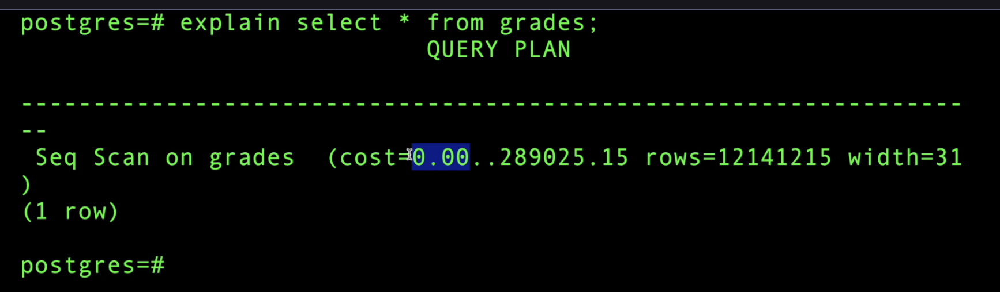 postgres=# explain select * from grades;
QUERY PLAN
-----------------------------------------------------------------
--
Seq Scan on grades  (cost=0.00..289025.15 rows=12141215 width=31
)
(1 row)
postgres=#